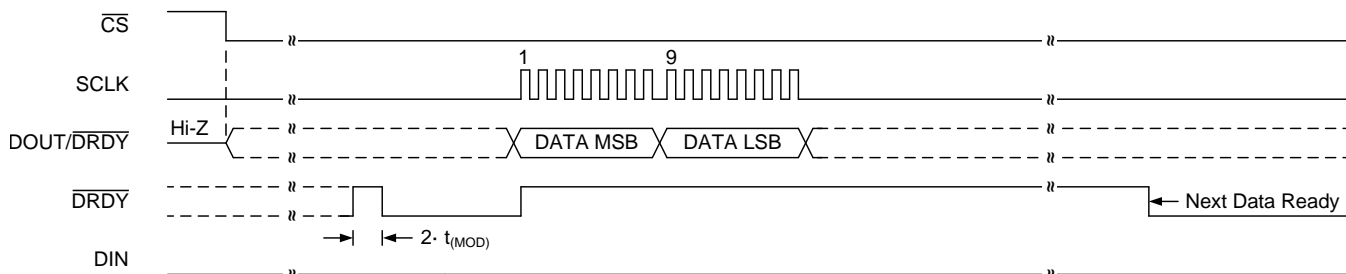 CS
SCLK
1
9
Hi-Z
DOUT/DRDY
DATA MSB
DATA LSB
DRDY
Next Data Ready
2· t(MOD)
DIN